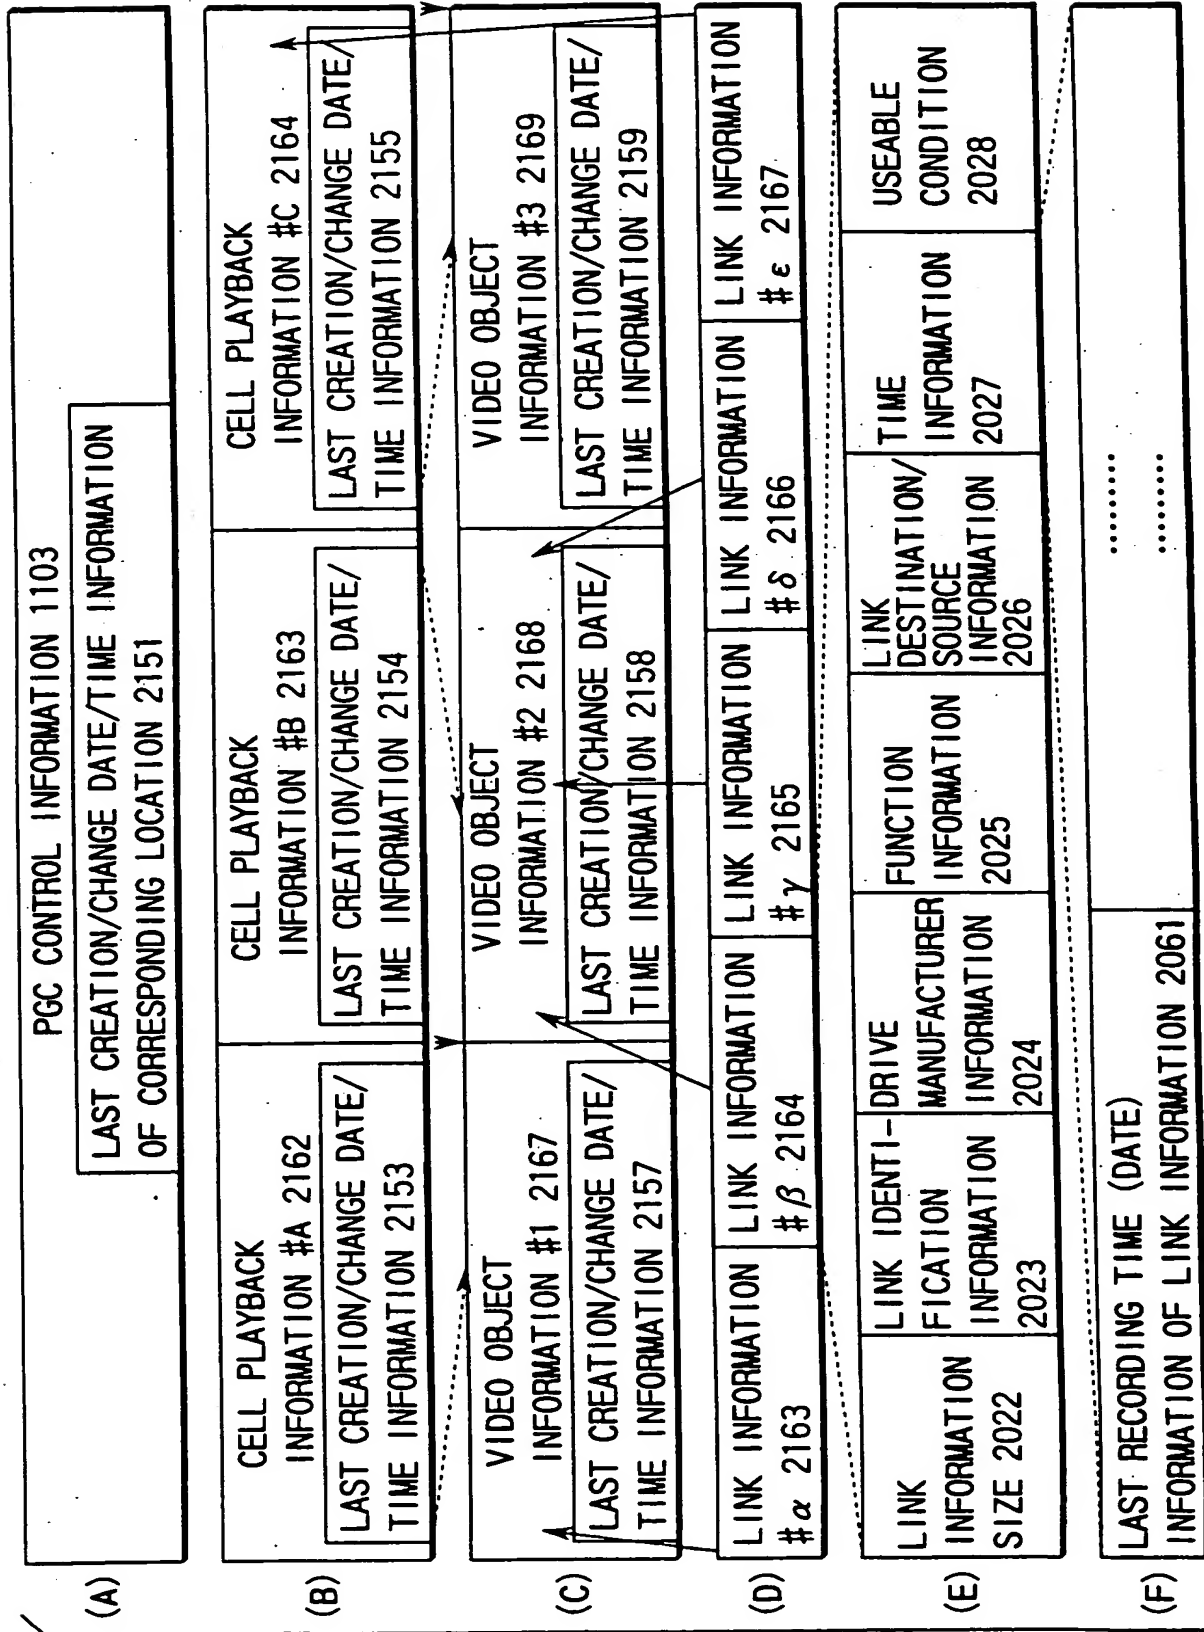 (A)
PGC CONTROL INFORMATION 1103
LAST CREATION/CHANGE DATE/TIME INFORMATION
OF CORRESPONDING LOCATION 2151
(B)
CELL PLAYBACK
INFORMATION #A 2162
LAST CREATION/CHANGE DATE/
TIME INFORMATION 2153
CELL PLAYBACK
INFORMATION #B 2163
LAST CREATION/CHANGE DATE/
TIME INFORMATION 2154
CELL PLAYBACK
INFORMATION #C 2164
LAST CREATION/CHANGE DATE/
TIME INFORMATION 2155
(C)
VIDEO OBJECT
INFORMATION #1 2167
LAST CREATION/CHANGE DATE/
TIME INFORMATION 2157
VIDEO OBJECT
INFORMATION #2 2168
LAST CREATION/CHANGE DATE/
TIME INFORMATION 2158
VIDEO OBJECT
INFORMATION #3 2169
LAST CREATION/CHANGE DATE/
TIME INFORMATION 2159
(D)
LINK INFORMATION
#α 2163
LINK INFORMATION
#β 2164
LINK INFORMATION
#γ 2165
LINK INFORMATION
#δ 2166
LINK INFORMATION
#ε 2167
(E)
LINK
INFORMATION
SIZE 2022
LINK IDENTI-
FICATION
INFORMATION
2023
DRIVE
MANUFACTURER
INFORMATION
2024
FUNCTION
INFORMATION
2025
LINK
DESTINATION/
SOURCE
INFORMATION
2026
TIME
INFORMATION
2027
USEABLE
CONDITION
2028
(F)
LAST RECORDING TIME (DATE)
INFORMATION OF LINK INFORMATION 2061
.........
.........